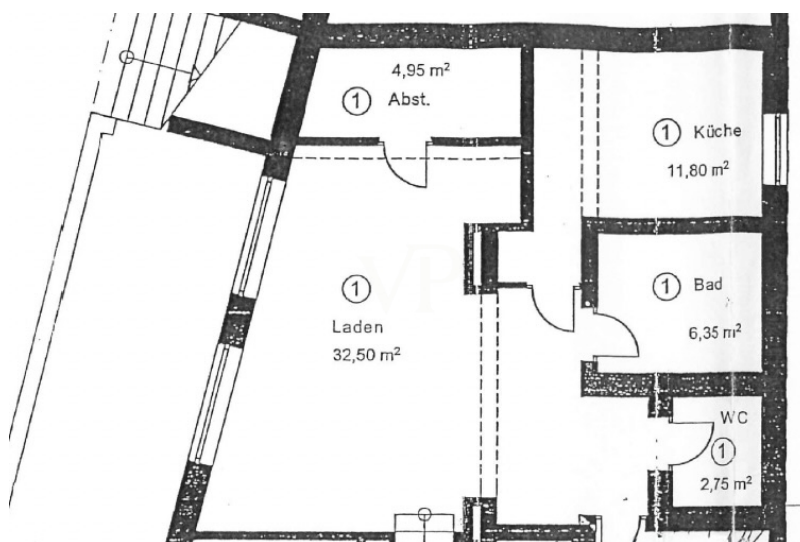 4,95 m²
1 Abst.
1 Küche
11,80 m²
1 Bad
6,35 m²
1
Laden
32,50 m²
WC
1
2,75 m²
VP